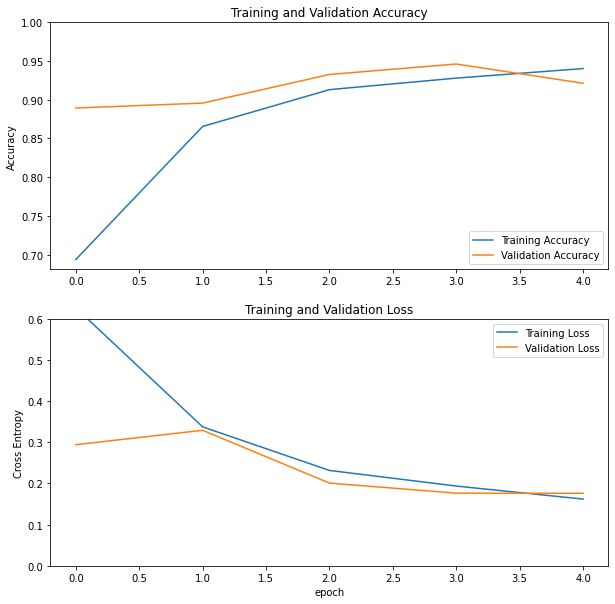 Training and Validation Accuracy
1.00
0.95
0.90
0.85
0.80
0.75
0.70
Accuracy
Training Accuracy
Validation Accuracy
0.0 0.5 1.0 1.5 2.0 2.5 3.0 3.5 4.0
Training and Validation Loss
0.6
0.5
0.4
0.3
0.2
0.1
0.0
Cross Entropy
Training Loss
Validation Loss
0.0 0.5 1.0 1.5 2.0 2.5 3.0 3.5 4.0
epoch